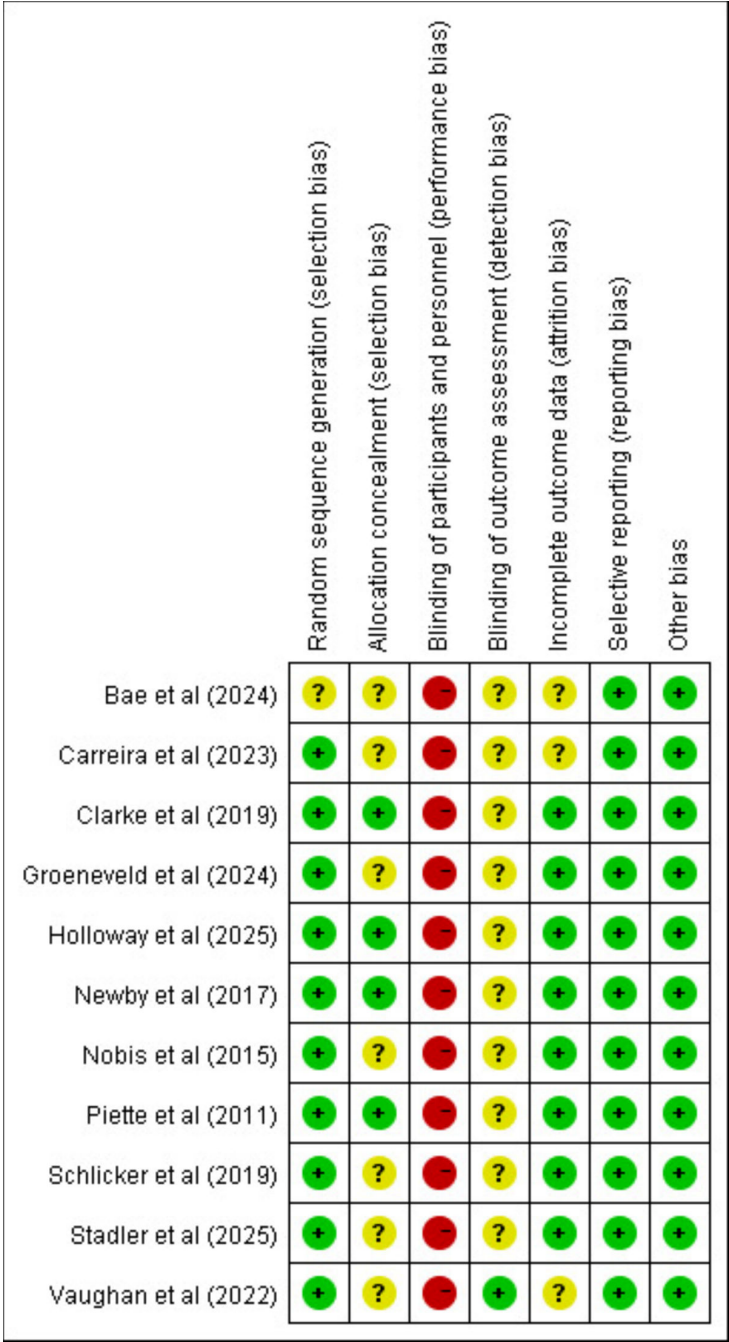 Random sequence generation (selection bias)
Allocation concealment (selection bias)
Blinding of participants and personnel (performance bias)
Blinding of outcome assessment (detection bias)
Incomplete outcome data (attrition bias)
Selective reporting (reporting bias)
Other bias
Bae et al (2024) ? ? - ? ? + +
Carreira et al (2023) + ? - ? ? + +
Clarke et al (2019) + + - ? + + +
Groeneveld et al (2024) + ? - ? + + +
Holloway et al (2025) + + - ? + + +
Newby et al (2017) + + - ? + + +
Nobis et al (2015) + ? - ? + + +
Piette et al (2011) + + - ? + + +
Schlicker et al (2019) + ? - ? + + +
Stadler et al (2025) + ? - ? + + +
Vaughan et al (2022) + ? - + ? + +